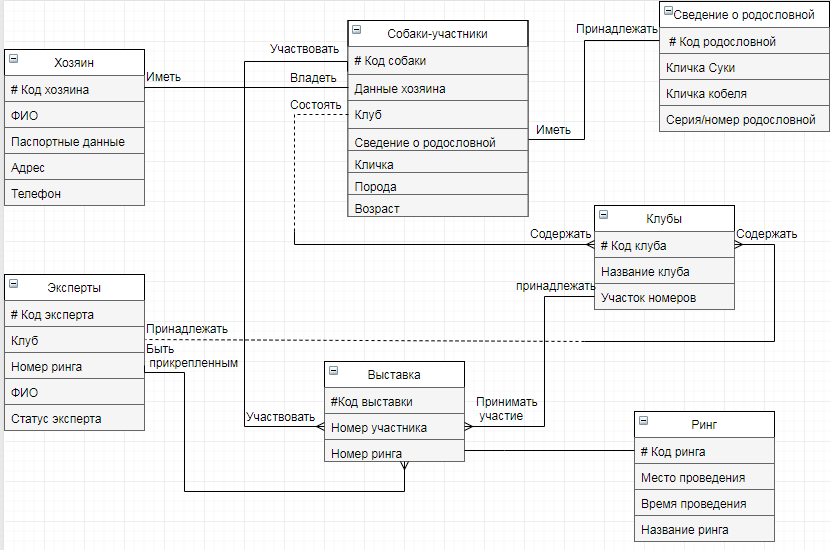 Хозяин
# Код хозяина
ФИО
Паспортные данные
Адрес
Телефон
Иметь
Участвовать
Владеть
Состоять
Собаки-участники
# Код собаки
Данные хозяина
Клуб
Сведение о родословной
Кличка
Порода
Возраст
Принадлежать
Иметь
Сведение о родословной
# Код родословной
Кличка Суки
Кличка кобеля
Серия/номер родословной
Содержать
Клубы
# Код клуба
Название клуба
Участок номеров
Содержать
принадлежать
Эксперты
# Код эксперта
Клуб
Номер ринга
ФИО
Статус эксперта
Принадлежать
Быть
прикрепленным
Участвовать
Выставка
#Код выставки
Номер участника
Номер ринга
Принимать
участие
Ринг
# Код ринга
Место проведения
Время проведения
Название ринга